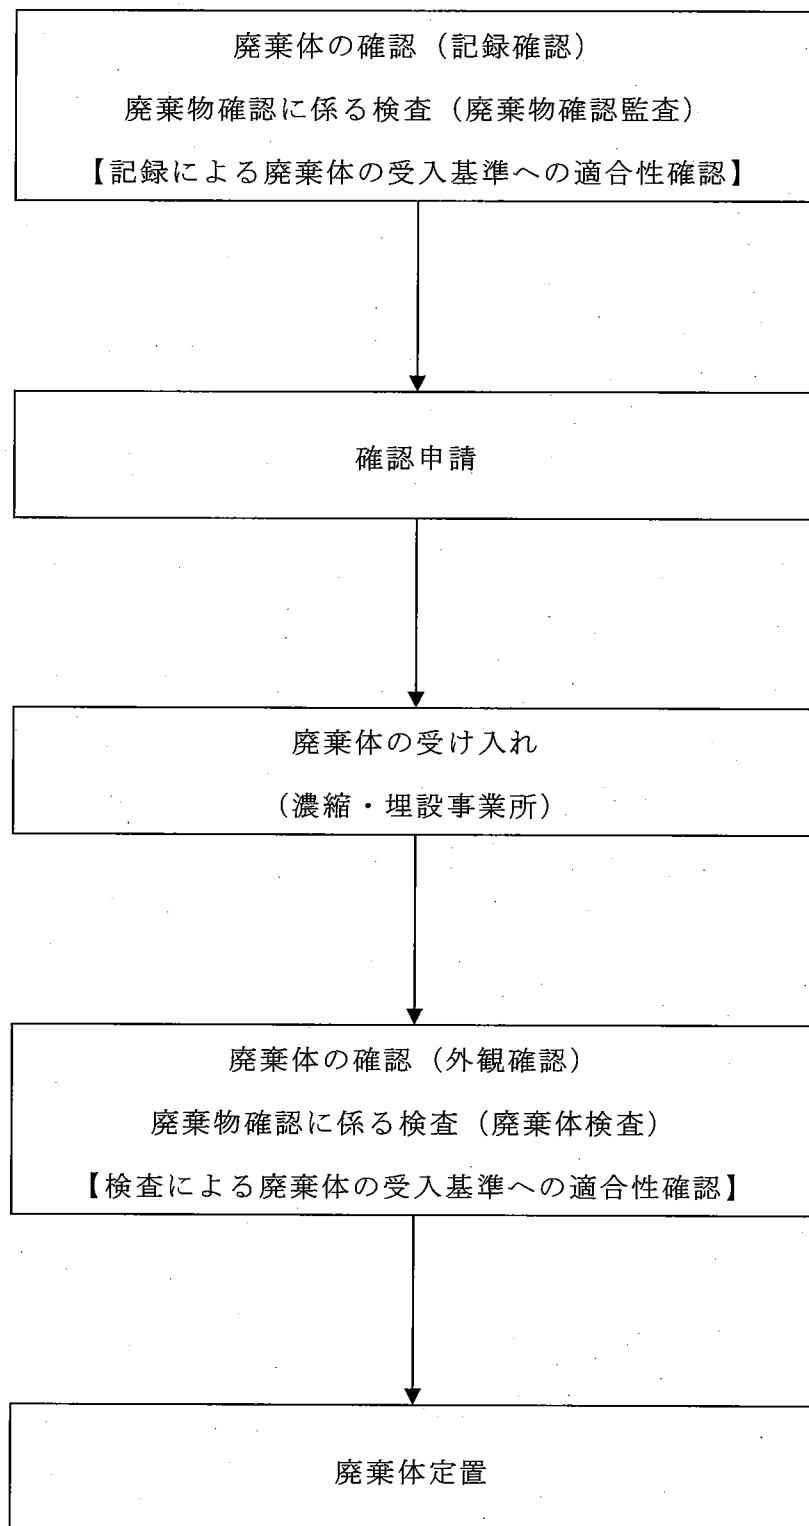 廃棄体の確認（記録確認）
廃棄物確認に係る検査（廃棄物確認監査）
【記録による廃棄体の受入基準への適合性確認】
確認申請
廃棄体の受け入れ
（濃縮・埋設事業所）
廃棄体の確認（外観確認）
廃棄物確認に係る検査（廃棄体検査）
【検査による廃棄体の受入基準への適合性確認】
廃棄体定置